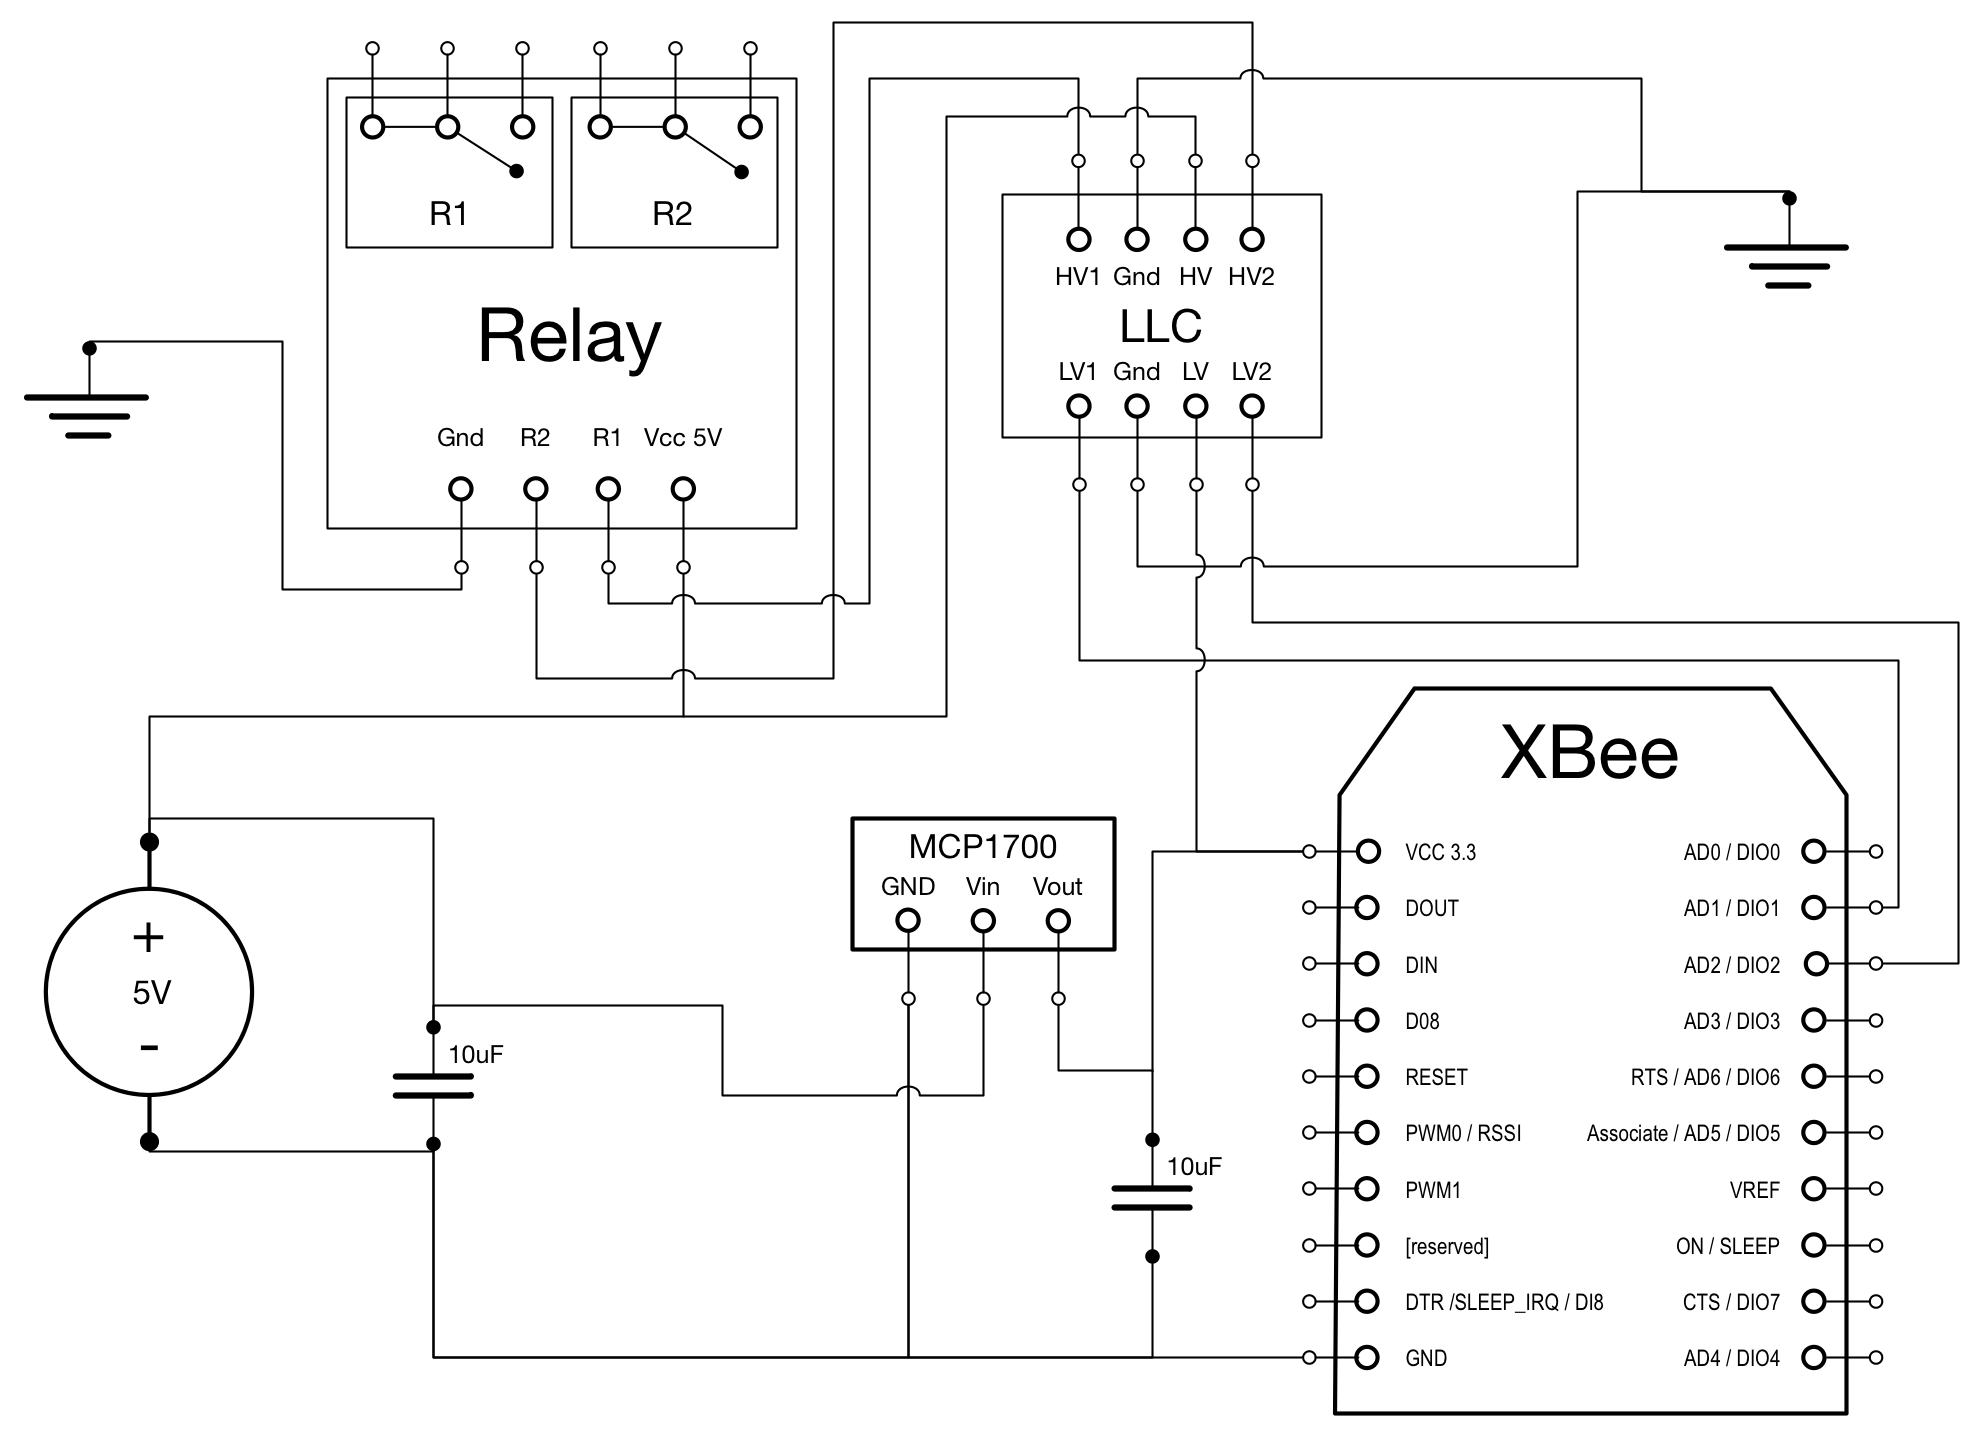 R1
R2
Relay
Gnd R2 R1 Vcc 5V
HV1 Gnd HV HV2
LLC
LV1 Gnd LV LV2
XBee
VCC 3.3 AD0 / DIO0
DOUT AD1 / DIO1
DIN AD2 / DIO2
D08 AD3 / DIO3
RESET RTS / AD6 / DIO6
PWM0 / RSSI Associate / AD5 / DIO5
PWM1 VREF
[reserved] ON / SLEEP
DTR /SLEEP_IRQ / DI8 CTS / DIO7
GND AD4 / DIO4
MCP1700
GND Vin Vout
+
5V
-
10uF
10uF